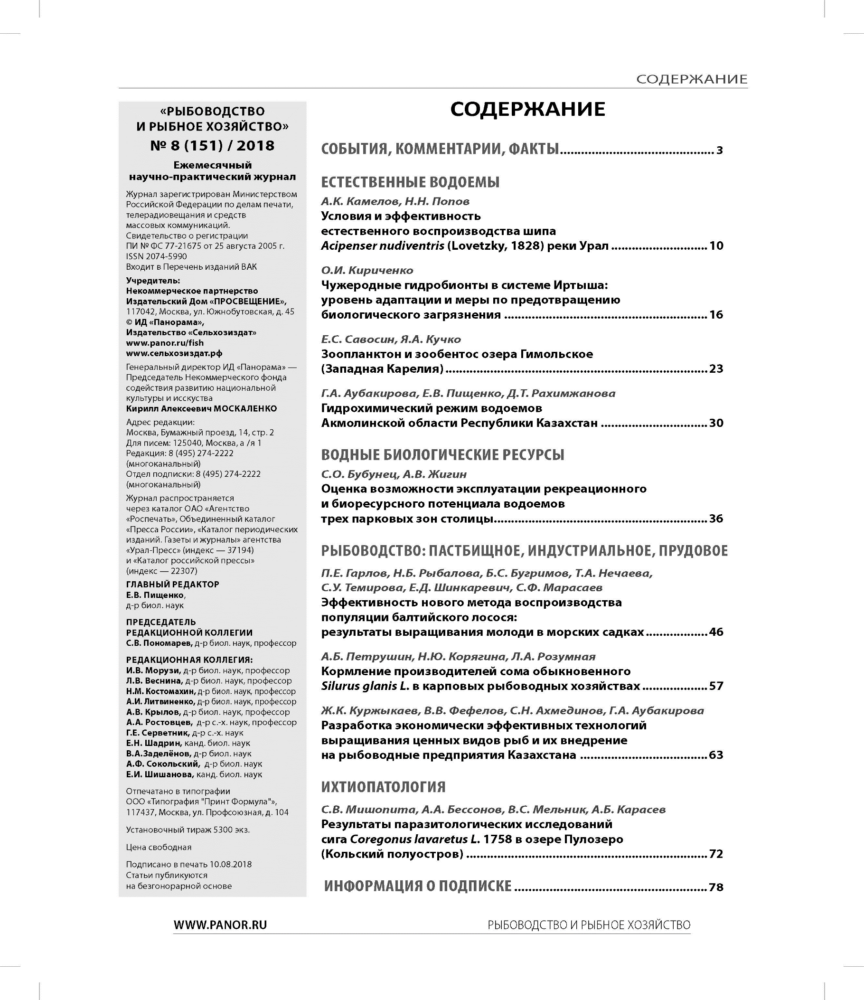 СОДЕРЖАНИЕ
«РЫБОВОДСТВО
И РЫБНОЕ ХОЗЯЙСТВО»
№ 8 (151) / 2018
Ежемесячный
научно-практический журнал
Журнал зарегистрирован Министерством
Российской Федерации по делам печати,
телерадиовещания и средств
массовых коммуникаций.
Свидетельство о регистрации
ПИ № ФС 77-21675 от 25 августа 2005 г.
ISSN 2074-5990
Входит в Перечень изданий ВАК
Учредитель:
Некоммерческое партнерство
Издательский Дом «ПРОСВЕЩЕНИЕ»,
117042, Москва, ул. Южнобутовская, д. 45
© ИД «Панорама»,
Издательство «Сельхозиздат»
www.panor.ru/fish
www.сельхозиздат.рф
Генеральный директор ИД «Панорама» —
Председатель Некоммерческого фонда
содействия развитию национальной
культуры и исскуства
Кирилл Алексеевич МОСКАЛЕНКО
Адрес редакции:
Москва, Бумажный проезд, 14, стр. 2
Для писем: 125040, Москва, а /я 1
Редакция: 8 (495) 274-2222
(многоканальный)
Отдел подписки: 8 (495) 274-2222
(многоканальный)
Журнал распространяется
через каталог ОАО «Агентство
«Роспечать», Объединенный каталог
«Пресса России», «Каталог периодических
изданий. Газеты и журналы» агентства
«Урал-Пресс» (индекс — 37194)
и «Каталог российской прессы»
(индекс — 22307)
ГЛАВНЫЙ РЕДАКТОР
Е.В. Пищенко,
д-р биол. наук
ПРЕДСЕДАТЕЛЬ
РЕДАКЦИОННОЙ КОЛЛЕГИИ
С.В. Пономарев, д-р биол. наук, профессор
РЕДАКЦИОННАЯ КОЛЛЕГИЯ:
И.В. Морузи, д-р биол. наук, профессор
Л.В. Веснина, д-р биол. наук, профессор
Н.М. Костомахин, д-р биол. наук, профессор
А.И. Литвиненко, д-р биол. наук, профессор
А.В. Крылов, д-р биол. наук, профессор
А.А. Ростовцев, д-р с.-х. наук, профессор
Г.Е. Серветник, д-р с.-х. наук
Е.Н. Шадрин, канд. биол. наук
В.А.Заделёнов, д-р биол. наук
А.Ф. Сокольский, д-р биол. наук
Е.И. Шишанова, канд. биол. наук
Отпечатано в типографии
ООО «Типография "Принт Формула"»,
117437, Москва, ул. Профсоюзная, д. 104
Установочный тираж 5300 экз.
Цена свободная
Подписано в печать 10.08.2018
Статьи публикуются
на безгонорарной основе
СОДЕРЖАНИЕ
СОБЫТИЯ, КОММЕНТАРИИ, ФАКТЫ............................................ 3
ЕСТЕСТВЕННЫЕ ВОДОЕМЫ
А.К. Камелов, Н.Н. Попов
Условия и эффективность
естественного воспроизводства шипа
Acipenser nudiventris (Lovetzky, 1828) реки Урал ............................ 10
О.И. Кириченко
Чужеродные гидробионты в системе Иртыша:
уровень адаптации и меры по предотвращению
биологического загрязнения ........................................................... 16
Е.С. Савосин, Я.А. Кучко
Зоопланктон и зообентос озера Гимольское
(Западная Карелия)............................................................................ 23
Г.А. Аубакирова, Е.В. Пищенко, Д.Т. Рахимжанова
Гидрохимический режим водоемов
Акмолинской области Республики Казахстан ............................... 30
ВОДНЫЕ БИОЛОГИЧЕСКИЕ РЕСУРСЫ
С.О. Бубунец, А.В. Жигин
Оценка возможности эксплуатации рекреационного
и биоресурсного потенциала водоемов
трех парковых зон столицы.............................................................. 36
РЫБОВОДСТВО: ПАСТБИЩНОЕ, ИНДУСТРИАЛЬНОЕ, ПРУДОВОЕ
П.Е. Гарлов, Н.Б. Рыбалова, Б.С. Бугримов, Т.А. Нечаева,
С.У. Темирова, Е.Д. Шинкаревич, С.Ф. Марасаев
Эффективность нового метода воспроизводства
популяции балтийского лосося:
результаты выращивания молоди в морских садках.................. 46
А.Б. Петрушин, Н.Ю. Корягина, Л.А. Розумная
Кормление производителей сома обыкновенного
Silurus glanis L. в карповых рыбоводных хозяйствах................... 57
Ж.К. Куржыкаев, В.В. Фефелов, С.Н. Ахмединов, Г.А. Аубакирова
Разработка экономически эффективных технологий
выращивания ценных видов рыб и их внедрение
на рыбоводные предприятия Казахстана ..................................... 63
ИХТИОПАТОЛОГИЯ
С.В. Мишопита, А.А. Бессонов, В.С. Мельник, А.Б. Карасев
Результаты паразитологических исследований
сига Coregonus lavaretus L. 1758 в озере Пулозеро
(Кольский полуостров) ...................................................................... 72
ИНФОРМАЦИЯ О ПОДПИСКЕ ....................................................... 78
WWW.PANOR.RU
РЫБОВОДСТВО И РЫБНОЕ ХОЗЯЙСТВО